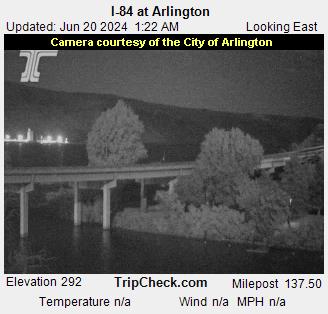 I-84 at Arlington
Updated: Jun 20 2024 1:22 AM Looking East
Camera courtesy of the City of Arlington
Elevation 292 TripCheck.com Milepost 137.50
Temperature n/a Wind n/a MPH n/a